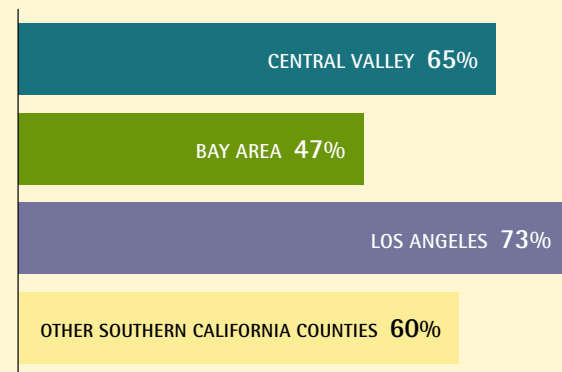 CENTRAL VALLEY 65%
BAY AREA 47%
LOS ANGELES 73%
OTHER SOUTHERN CALIFORNIA COUNTIES 60%